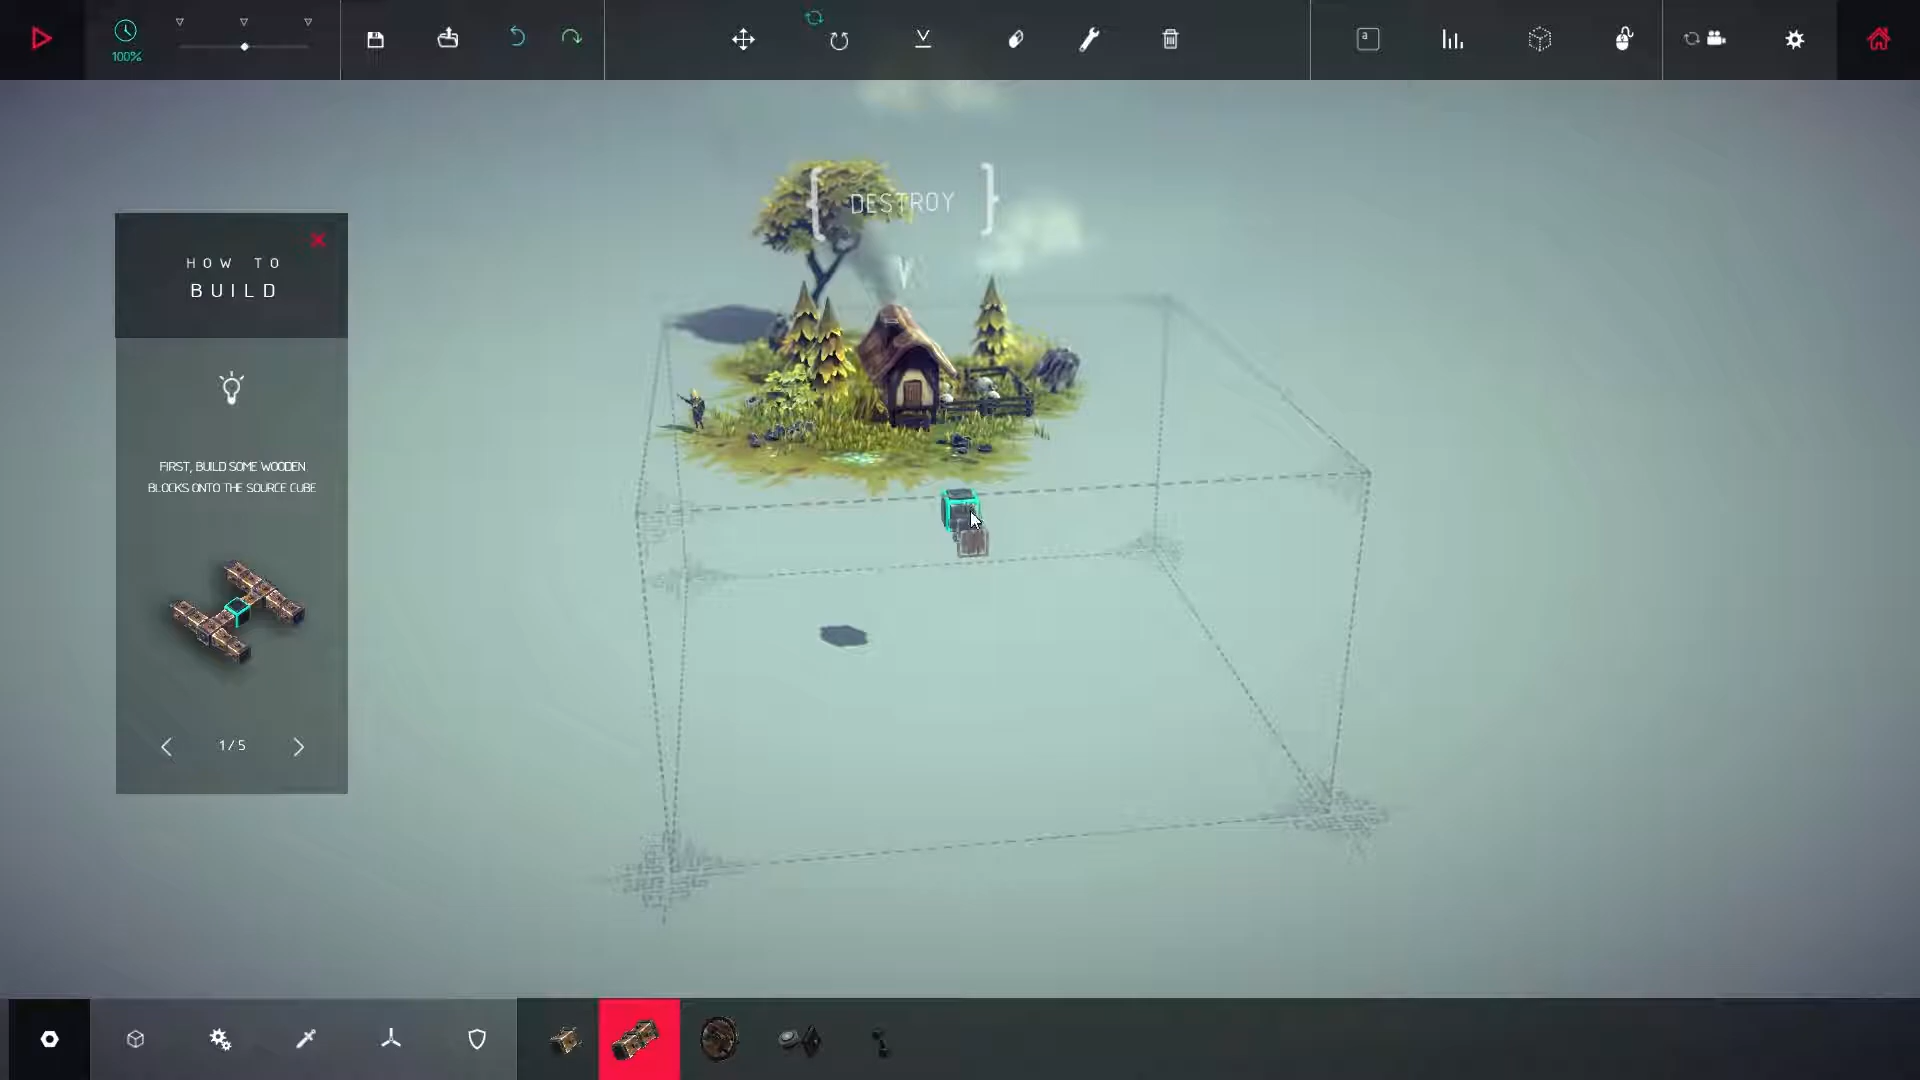 100%
a
DESTROY
HOW TO
BUILD
FIRST, BUILD SOME WOODEN
BLOCKS ONTO THE SOURCE CUBE
1/5